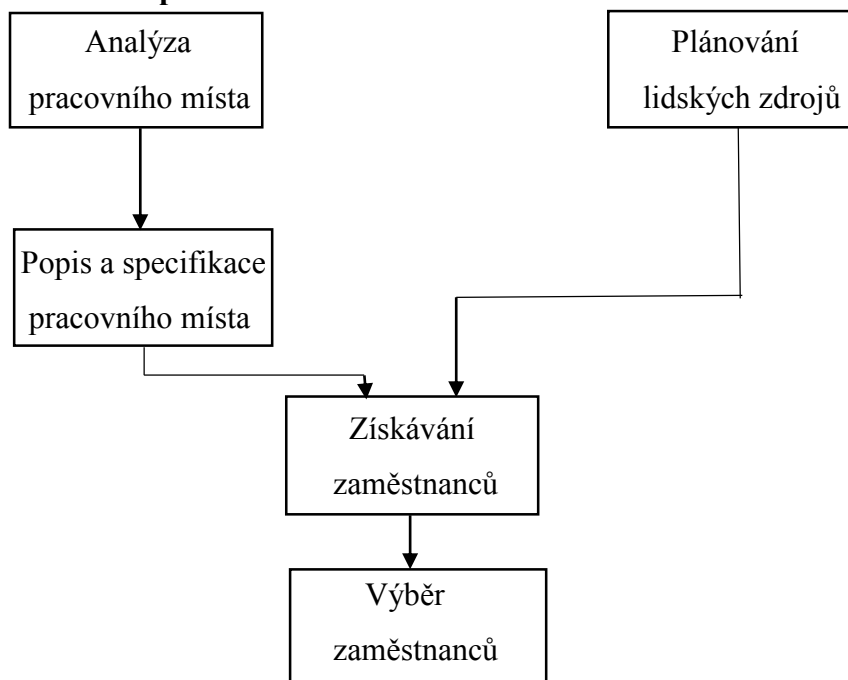 Analýza
pracovního místa
Plánování
lidských zdrojů
Popis a specifikace
pracovního místa
Získávání
zaměstnanců
Výběr
zaměstnanců